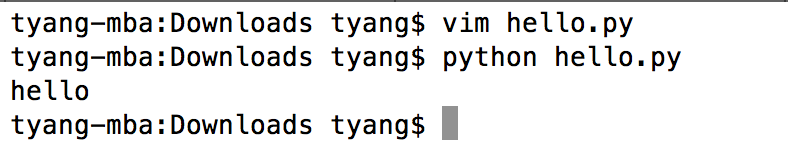 tyang-mba:Downloads tyang$ vim hello.py
tyang-mba:Downloads tyang$ python hello.py
hello
tyang-mba:Downloads tyang$